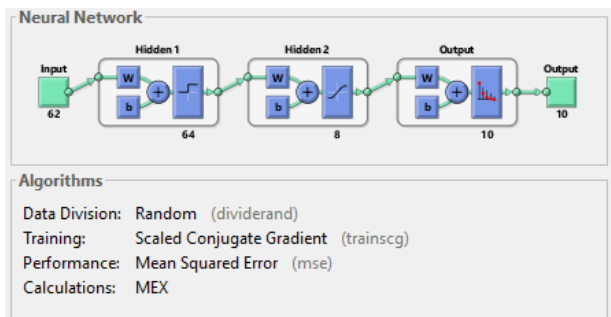 Neural Network
Hidden 1 Hidden 2 Output
Input Output
W W W
b b b
62 10
64 8 10
Algorithms
Data Division: Random (dividerand)
Training: Scaled Conjugate Gradient (trainscg)
Performance: Mean Squared Error (mse)
Calculations: MEX